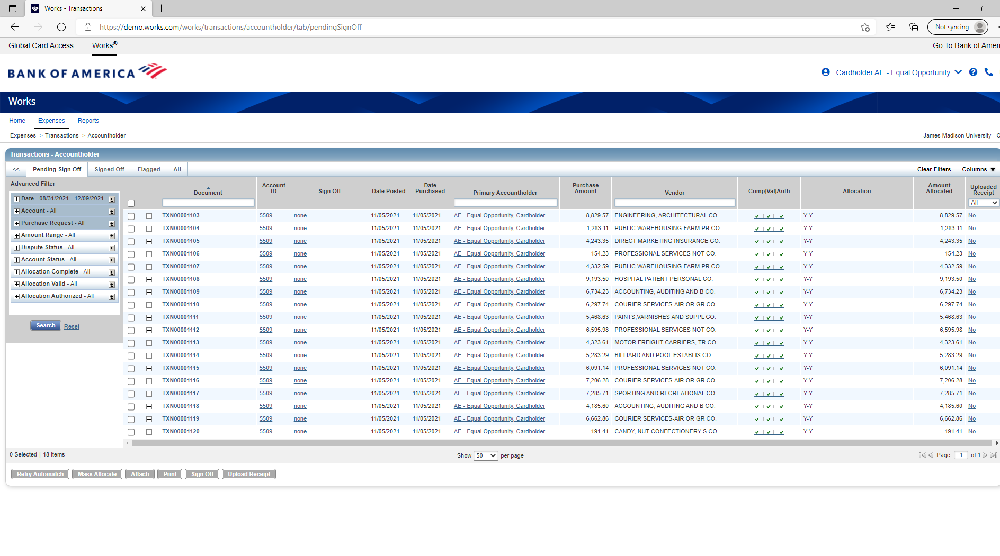 Works - Transactions
https://demo.works.com/works/transactions/accountholder/tab/pendingSignOff
Not syncing
Global Card Access Works® Go To Bank of Ameri
BANK OF AMERICA
Cardholder AE - Equal Opportunity
Works
Home Expenses Reports
Expenses > Transactions > Accountholder
James Madison University - C
Transactions - Accountholder
<< Pending Sign Off Signed Off Flagged All Clear Filters Columns
Advanced Filter
Date - 08/31/2021 - 12/09/2021
Account - All
Purchase Request - All
Amount Range - All
Dispute Status - All
Account Status - All
Allocation Complete - All
Allocation Valid - All
Allocation Authorized - All
Search Reset
Document Account ID Sign Off Date Posted Date Purchased Primary Accountholder Purchase Amount Vendor Comp|Val|Auth Allocation Amount Allocated Uploaded Receipt
All
TXN00001103 5509 none 11/05/2021 11/05/2021 AE - Equal Opportunity, Cardholder 8,829.57 ENGINEERING, ARCHITECTURAL CO. Y-Y 8,829.57 No
TXN00001104 5509 none 11/05/2021 11/05/2021 AE - Equal Opportunity, Cardholder 1,283.11 PUBLIC WAREHOUSING-FARM PR CO. Y-Y 1,283.11 No
TXN00001105 5509 none 11/05/2021 11/05/2021 AE - Equal Opportunity, Cardholder 4,243.35 DIRECT MARKETING INSURANCE CO. Y-Y 4,243.35 No
TXN00001106 5509 none 11/05/2021 11/05/2021 AE - Equal Opportunity, Cardholder 154.23 PROFESSIONAL SERVICES NOT CO. Y-Y 154.23 No
TXN00001107 5509 none 11/05/2021 11/05/2021 AE - Equal Opportunity, Cardholder 4,332.59 PUBLIC WAREHOUSING-FARM PR CO. Y-Y 4,332.59 No
TXN00001108 5509 none 11/05/2021 11/05/2021 AE - Equal Opportunity, Cardholder 9,193.50 HOSPITAL PATIENT PERSONAL CO. Y-Y 9,193.50 No
TXN00001109 5509 none 11/05/2021 11/05/2021 AE - Equal Opportunity, Cardholder 6,734.23 ACCOUNTING, AUDITING AND B CO. Y-Y 6,734.23 No
TXN00001110 5509 none 11/05/2021 11/05/2021 AE - Equal Opportunity, Cardholder 6,297.74 COURIER SERVICES-AIR OR GR CO. Y-Y 6,297.74 No
TXN00001111 5509 none 11/05/2021 11/05/2021 AE - Equal Opportunity, Cardholder 5,468.63 PAINTS,VARNISHES AND SUPPL CO. Y-Y 5,468.63 No
TXN00001112 5509 none 11/05/2021 11/05/2021 AE - Equal Opportunity, Cardholder 6,595.98 PROFESSIONAL SERVICES NOT CO. Y-Y 6,595.98 No
TXN00001113 5509 none 11/05/2021 11/05/2021 AE - Equal Opportunity, Cardholder 4,323.61 MOTOR FREIGHT CARRIERS, TR CO. Y-Y 4,323.61 No
TXN00001114 5509 none 11/05/2021 11/05/2021 AE - Equal Opportunity, Cardholder 5,283.29 BILLIARD AND POOL ESTABLIS CO. Y-Y 5,283.29 No
TXN00001115 5509 none 11/05/2021 11/05/2021 AE - Equal Opportunity, Cardholder 6,091.14 PROFESSIONAL SERVICES NOT CO. Y-Y 6,091.14 No
TXN00001116 5509 none 11/05/2021 11/05/2021 AE - Equal Opportunity, Cardholder 7,206.28 COURIER SERVICES-AIR OR GR CO. Y-Y 7,206.28 No
TXN00001117 5509 none 11/05/2021 11/05/2021 AE - Equal Opportunity, Cardholder 7,285.71 SPORTING AND RECREATIONAL CO. Y-Y 7,285.71 No
TXN00001118 5509 none 11/05/2021 11/05/2021 AE - Equal Opportunity, Cardholder 4,185.60 ACCOUNTING, AUDITING AND B CO. Y-Y 4,185.60 No
TXN00001119 5509 none 11/05/2021 11/05/2021 AE - Equal Opportunity, Cardholder 6,662.86 COURIER SERVICES-AIR OR GR CO. Y-Y 6,662.86 No
TXN00001120 5509 none 11/05/2021 11/05/2021 AE - Equal Opportunity, Cardholder 191.41 CANDY, NUT CONFECTIONERY S CO. Y-Y 191.41 No
0 Selected | 18 items Show 50 per page Page: 1 of 1
Retry Automatch Mass Allocate Attach Print Sign Off Upload Receipt